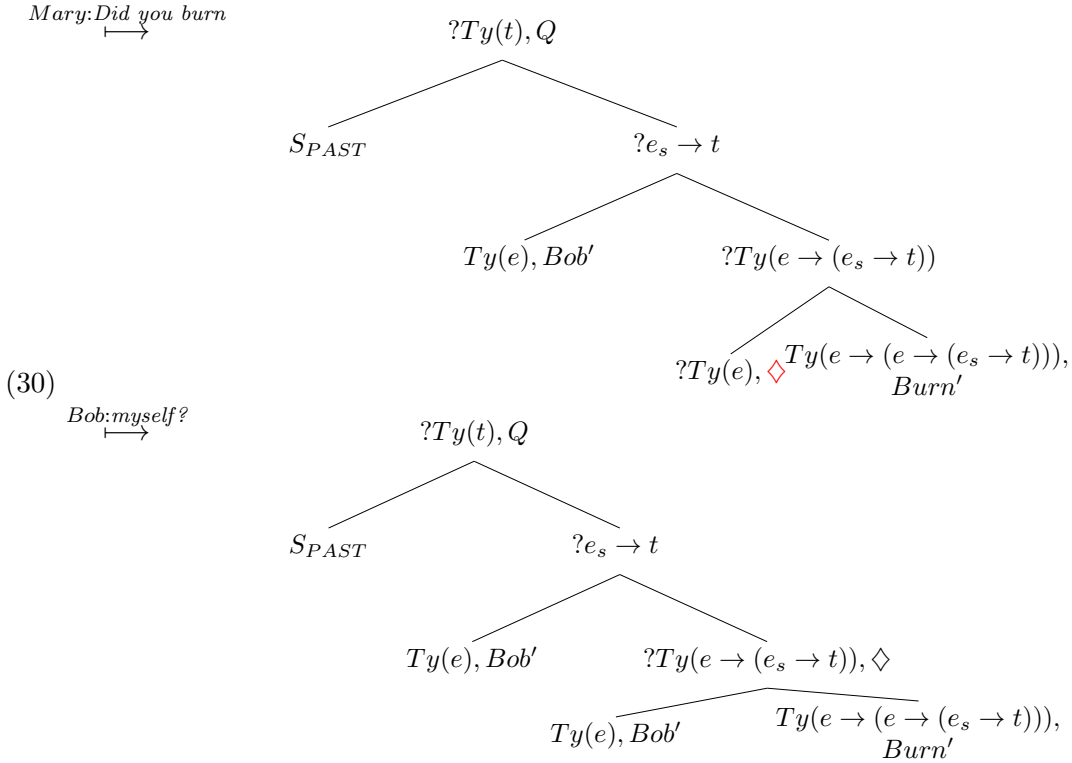 Mary:Did you burn
⟼
?Ty(t), Q
S_PAST ?e_s → t
Ty(e), Bob′ ?Ty(e → (e_s → t))
?Ty(e), ♢ Ty(e → (e → (e_s → t))),
Burn′
(30)
Bob:myself?
⟼
?Ty(t), Q
S_PAST ?e_s → t
Ty(e), Bob′ ?Ty(e → (e_s → t)), ♢
Ty(e), Bob′ Ty(e → (e → (e_s → t))),
Burn′